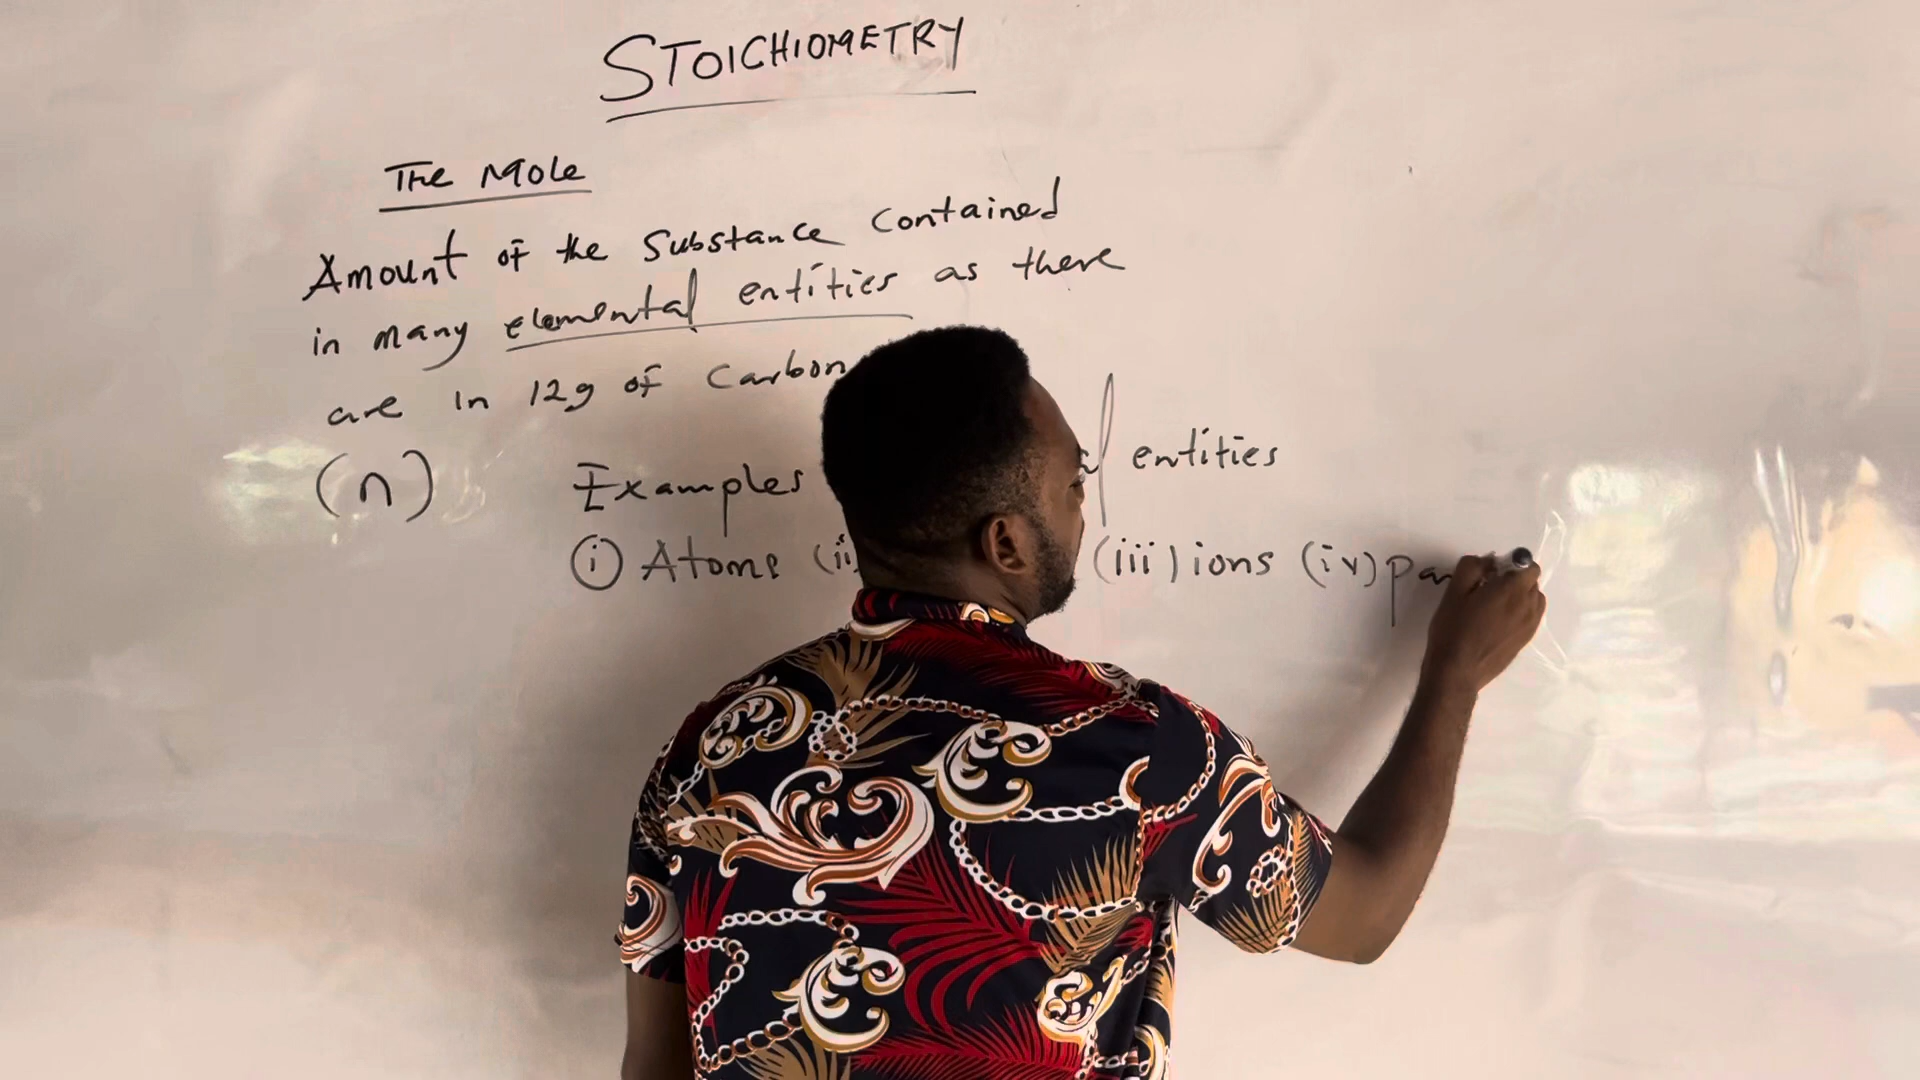 STOICHIOMETRY
The Mole
Amount of the Substance contained
in many elemental entities as there
are in 12g of Carbon
(n)
Examples entities
(i) Atoms (ii (iii) ions (iv)